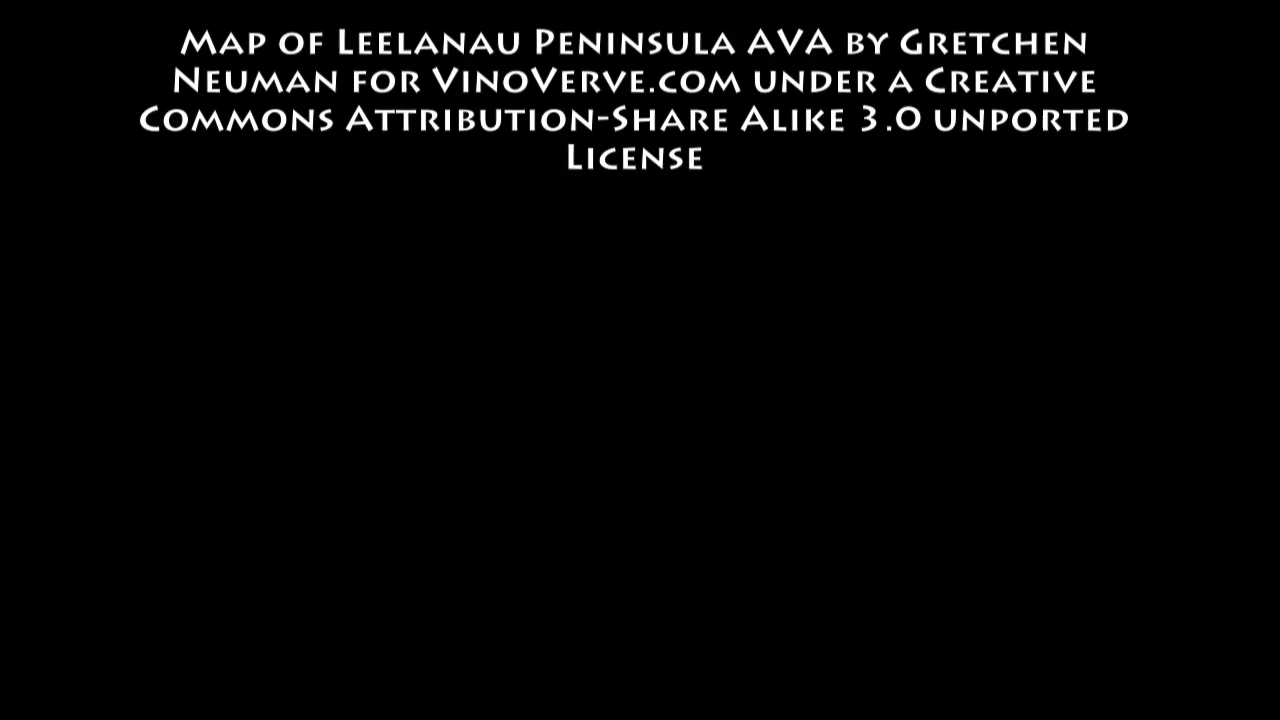 Map of Leelanau Peninsula AVA by Gretchen
Neuman for VinoVerve.com under a Creative
Commons Attribution-Share Alike 3.0 unported
License